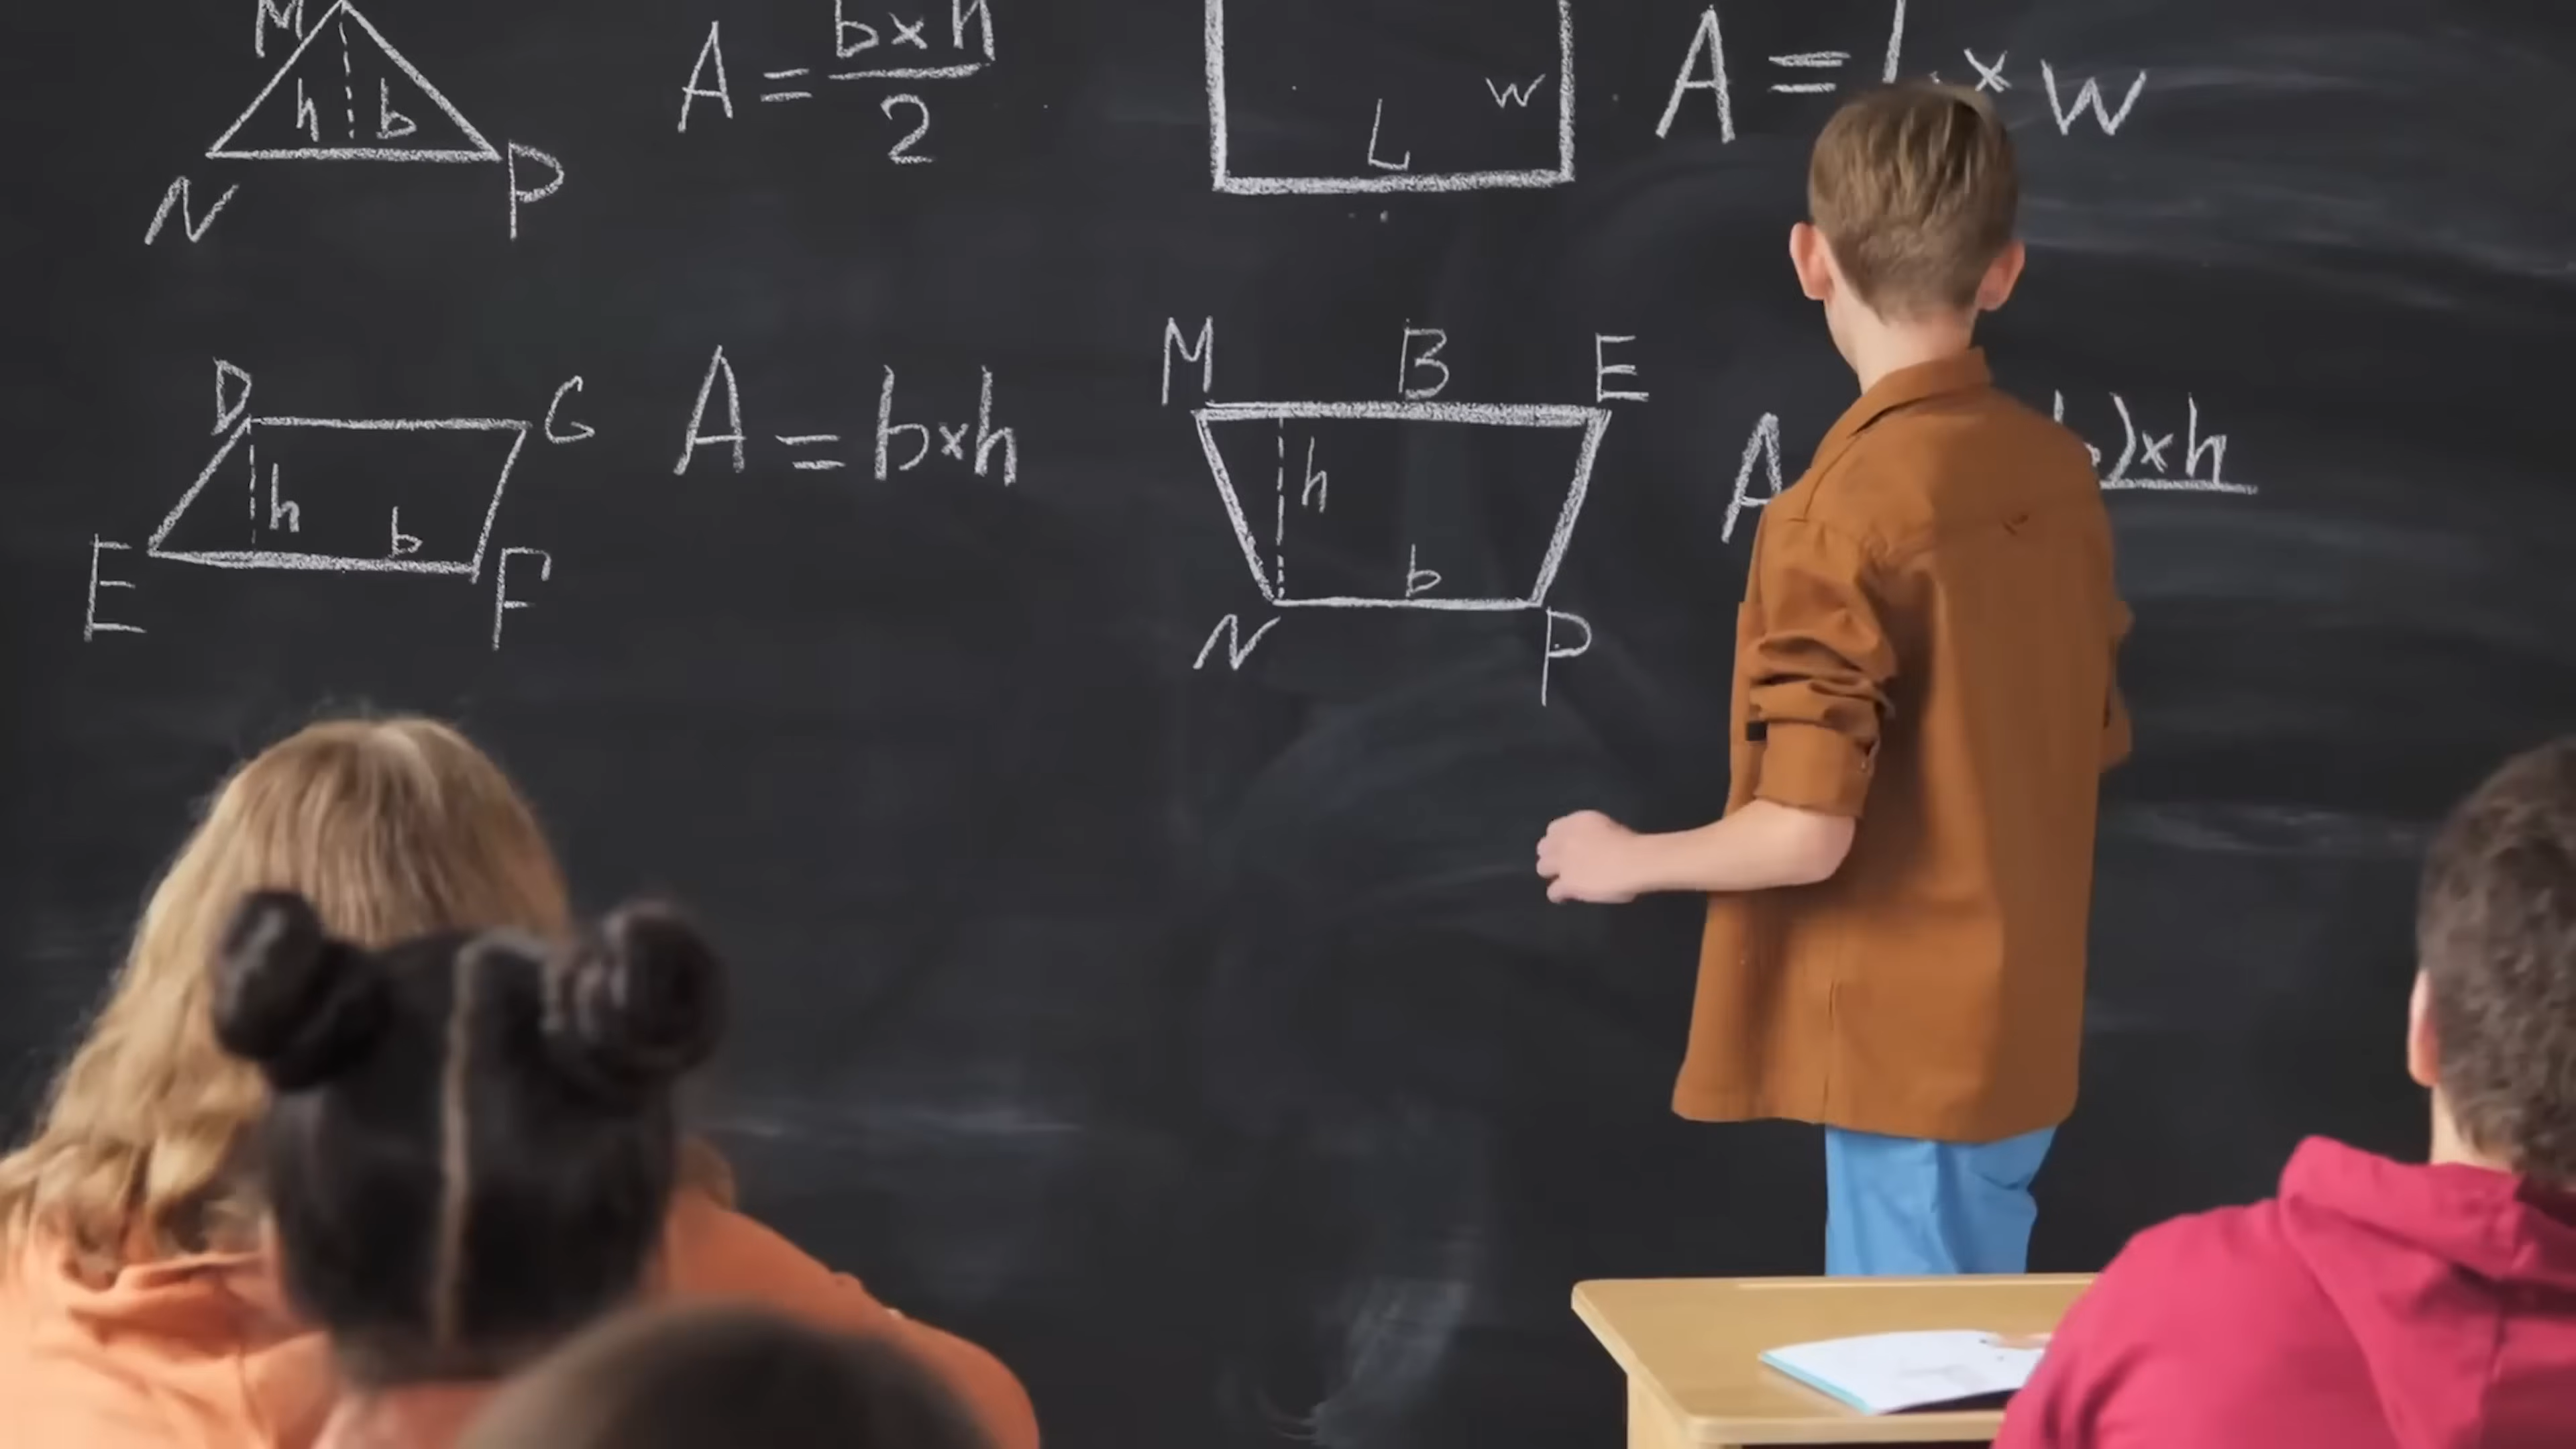 M
h b
N P
A = b×h
2
L w
A = l × w
D G
h b
E F
A = b×h
M B E
h
b
N P
A )×h